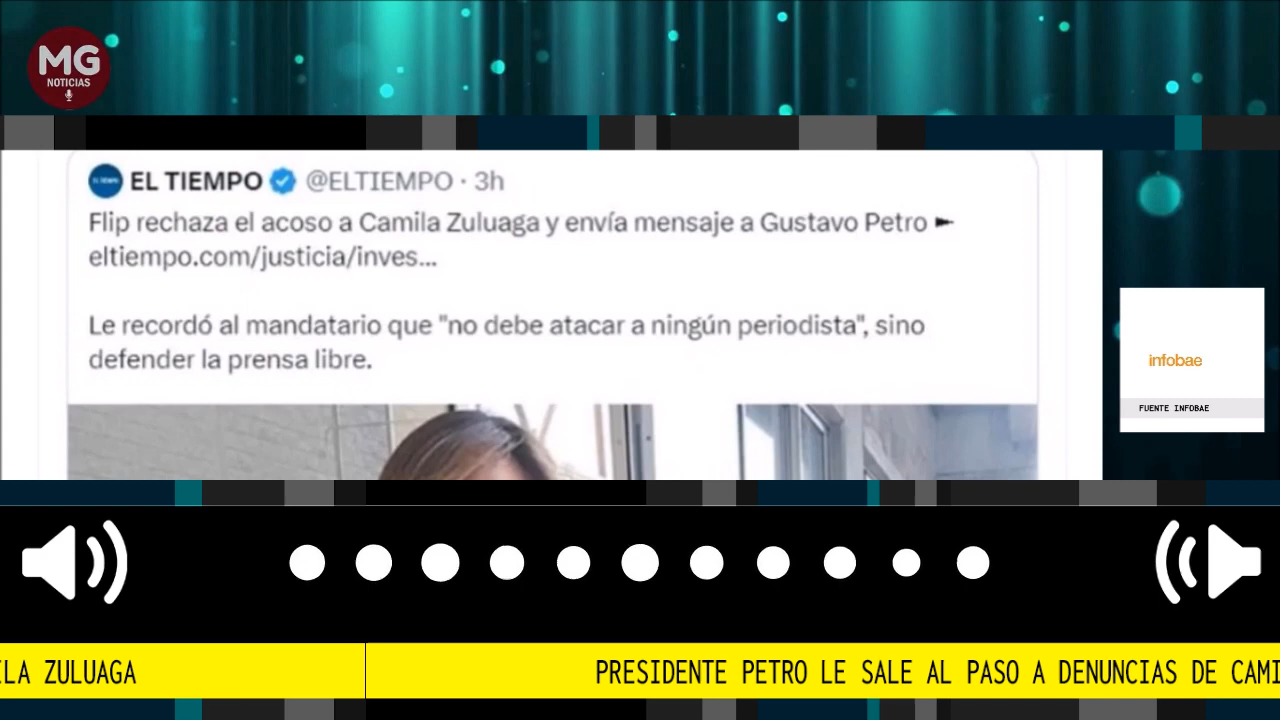 MG
NOTICIAS
EL TIEMPO @ELTIEMPO · 3h
Flip rechaza el acoso a Camila Zuluaga y envía mensaje a Gustavo Petro ►
eltiempo.com/justicia/inves...
Le recordó al mandatario que "no debe atacar a ningún periodista", sino
defender la prensa libre.
infobae
FUENTE INFOBAE
LA ZULUAGA
PRESIDENTE PETRO LE SALE AL PASO A DENUNCIAS DE CAMI